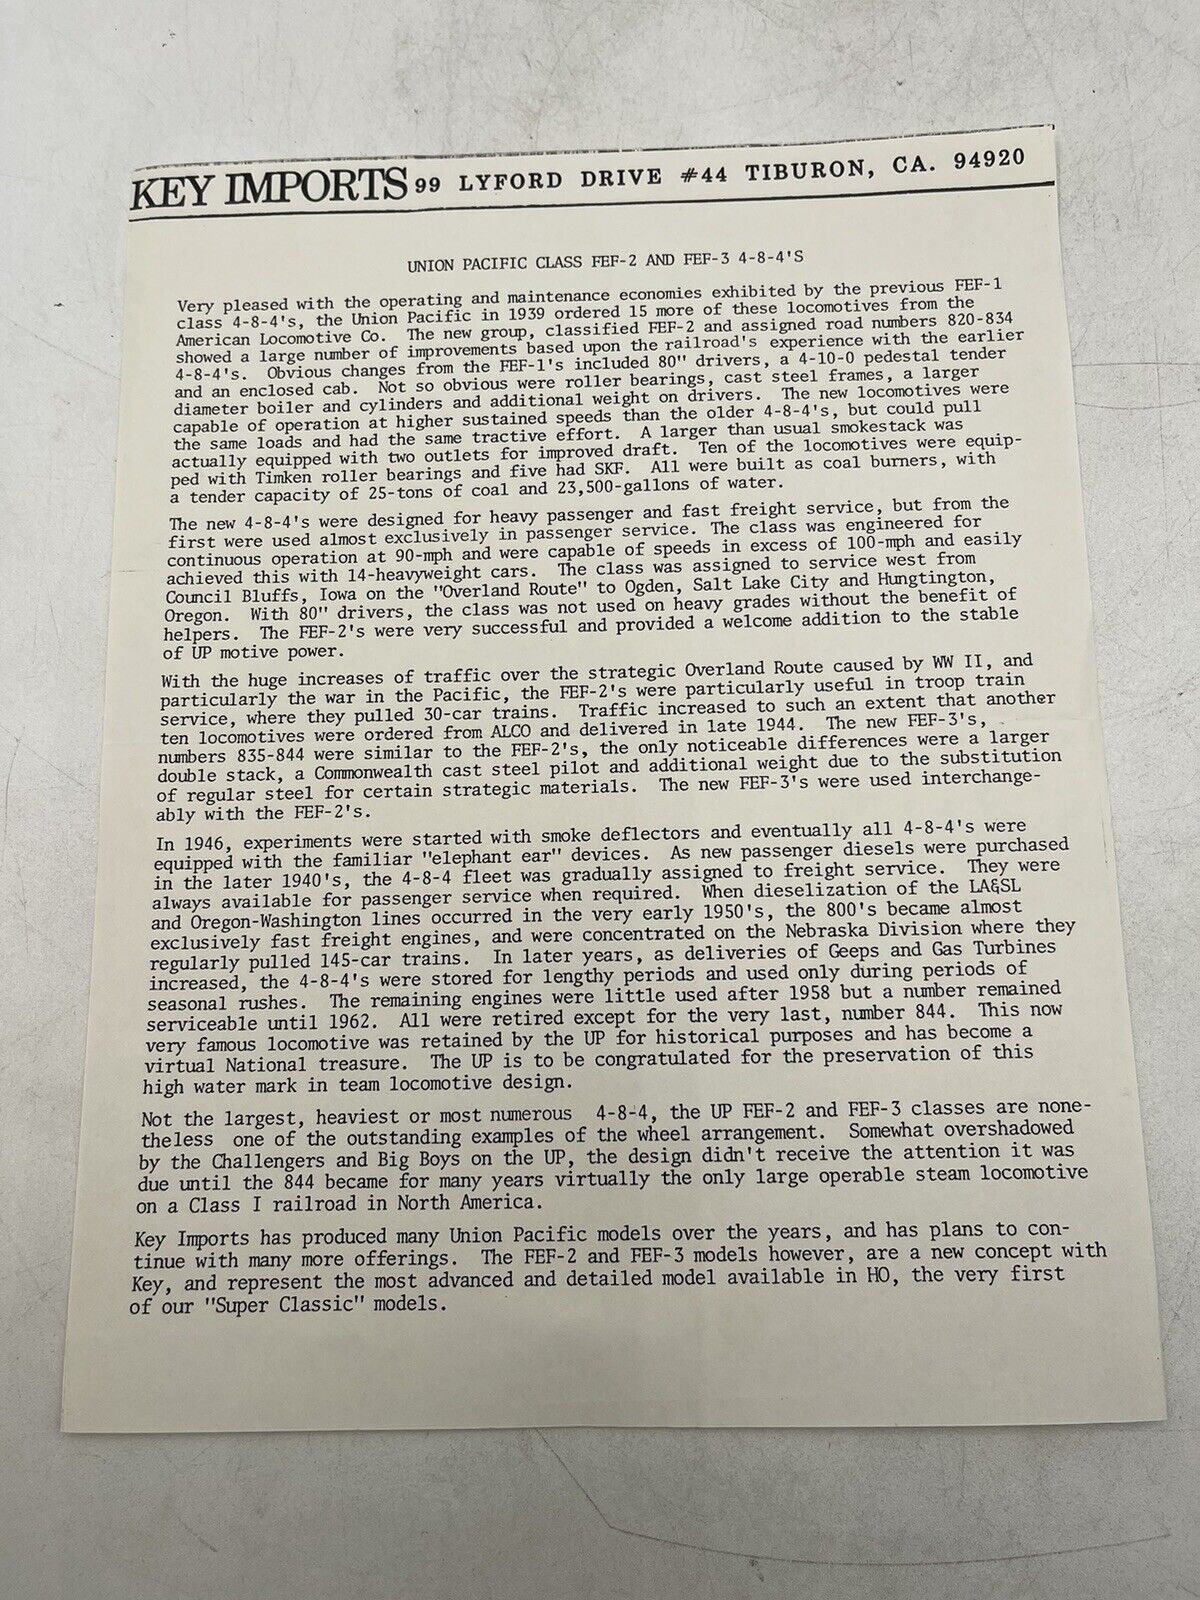 KEY IMPORTS 99 LYFORD DRIVE #44 TIBURON, CA. 94920
UNION PACIFIC CLASS FEF-2 AND FEF-3 4-8-4'S
Very pleased with the operating and maintenance economies exhibited by the previous FEF-1
class 4-8-4's, the Union Pacific in 1939 ordered 15 more of these locomotives from the
American Locomotive Co. The new group, classified FEF-2 and assigned road numbers 820-834
showed a large number of improvements based upon the railroad's experience with the earlier
4-8-4's. Obvious changes from the FEF-1's included 80" drivers, a 4-10-0 pedestal tender
and an enclosed cab. Not so obvious were roller bearings, cast steel frames, a larger
diameter boiler and cylinders and additional weight on drivers. The new locomotives were
capable of operation at higher sustained speeds than the older 4-8-4's, but could pull
the same loads and had the same tractive effort. A larger than usual smokestack was
actually equipped with two outlets for improved draft. Ten of the locomotives were equip-
ped with Timken roller bearings and five had SKF. All were built as coal burners, with
a tender capacity of 25-tons of coal and 23,500-gallons of water.
The new 4-8-4's were designed for heavy passenger and fast freight service, but from the
first were used almost exclusively in passenger service. The class was engineered for
continuous operation at 90-mph and were capable of speeds in excess of 100-mph and easily
achieved this with 14-heavyweight cars. The class was assigned to service west from
Council Bluffs, Iowa on the "Overland Route" to Ogden, Salt Lake City and Hungtington,
Oregon. With 80" drivers, the class was not used on heavy grades without the benefit of
helpers. The FEF-2's were very successful and provided a welcome addition to the stable
of UP motive power.
With the huge increases of traffic over the strategic Overland Route caused by WW II, and
particularly the war in the Pacific, the FEF-2's were particularly useful in troop train
service, where they pulled 30-car trains. Traffic increased to such an extent that another
ten locomotives were ordered from ALCO and delivered in late 1944. The new FEF-3's,
numbers 835-844 were similar to the FEF-2's, the only noticeable differences were a larger
double stack, a Commonwealth cast steel pilot and additional weight due to the substitution
of regular steel for certain strategic materials. The new FEF-3's were used interchange-
ably with the FEF-2's.
In 1946, experiments were started with smoke deflectors and eventually all 4-8-4's were
equipped with the familiar "elephant ear" devices. As new passenger diesels were purchased
in the later 1940's, the 4-8-4 fleet was gradually assigned to freight service. They were
always available for passenger service when required. When dieselization of the LA&SL
and Oregon-Washington lines occurred in the very early 1950's, the 800's became almost
exclusively fast freight engines, and were concentrated on the Nebraska Division where they
regularly pulled 145-car trains. In later years, as deliveries of Geeps and Gas Turbines
increased, the 4-8-4's were stored for lengthy periods and used only during periods of
seasonal rushes. The remaining engines were little used after 1958 but a number remained
serviceable until 1962. All were retired except for the very last, number 844. This now
very famous locomotive was retained by the UP for historical purposes and has become a
virtual National treasure. The UP is to be congratulated for the preservation of this
high water mark in team locomotive design.
Not the largest, heaviest or most numerous 4-8-4, the UP FEF-2 and FEF-3 classes are none-
theless one of the outstanding examples of the wheel arrangement. Somewhat overshadowed
by the Challengers and Big Boys on the UP, the design didn't receive the attention it was
due until the 844 became for many years virtually the only large operable steam locomotive
on a Class I railroad in North America.
Key Imports has produced many Union Pacific models over the years, and has plans to con-
tinue with many more offerings. The FEF-2 and FEF-3 models however, are a new concept with
Key, and represent the most advanced and detailed model available in HO, the very first
of our "Super Classic" models.